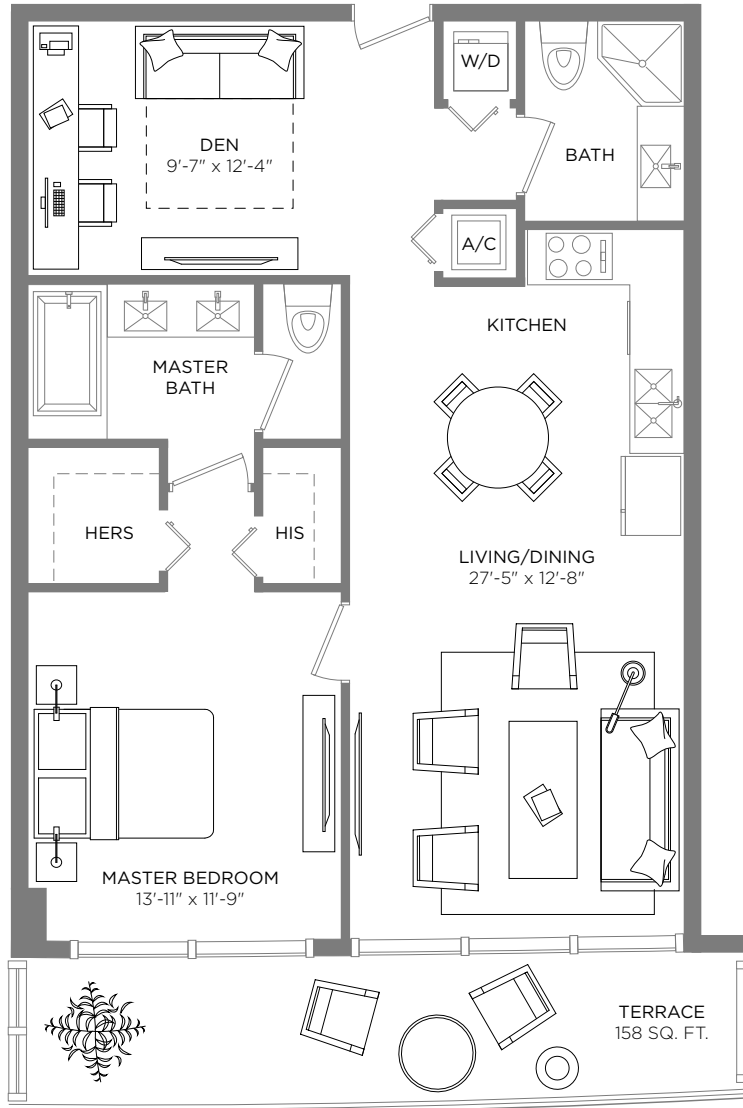 W/D
DEN
9'-7" x 12'-4"
BATH
A/C
KITCHEN
MASTER
BATH
HERS
HIS
LIVING/DINING
27'-5" x 12'-8"
MASTER BEDROOM
13'-11" x 11'-9"
TERRACE
158 SQ. FT.